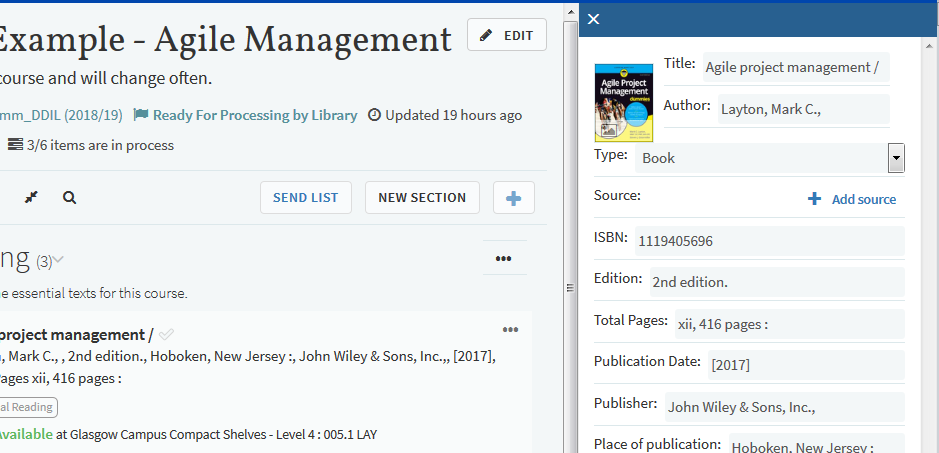 Example - Agile Management
EDIT
course and will change often.
mm_DDIL (2018/19) Ready For Processing by Library Updated 19 hours ago
3/6 items are in process
SEND LIST
NEW SECTION
ng (3)
e essential texts for this course.
project management /
, Mark C., , 2nd edition., Hoboken, New Jersey :, John Wiley & Sons, Inc.,, [2017],
ages xii, 416 pages :
al Reading
Available at Glasgow Campus Compact Shelves - Level 4 : 005.1 LAY
Agile Project
Management
dummies
Title: Agile project management /
Author: Layton, Mark C.,
Type: Book
Source: Add source
ISBN: 1119405696
Edition: 2nd edition.
Total Pages: xii, 416 pages :
Publication Date: [2017]
Publisher: John Wiley & Sons, Inc.,
Place of publication: Hoboken, New Jersey :